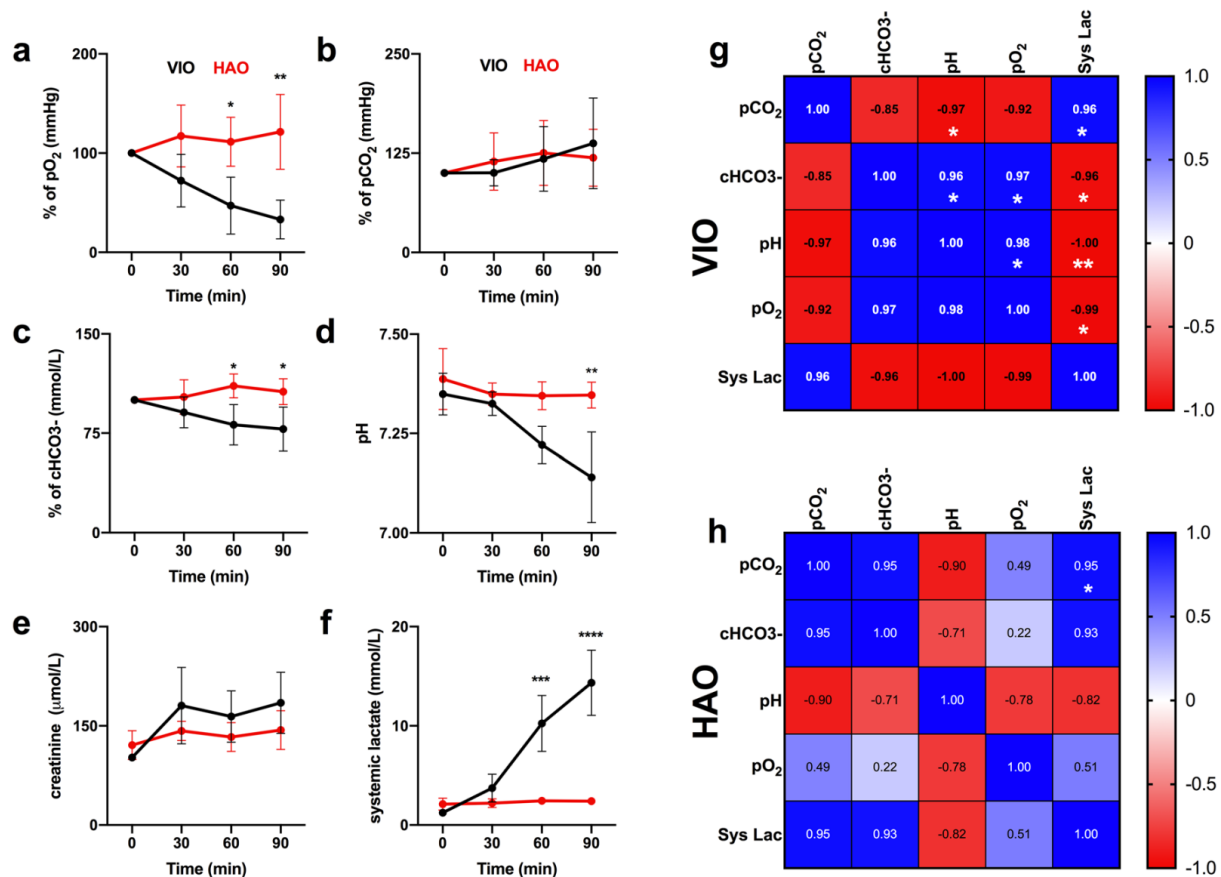 a
200
150
100
50
0
% of pO₂ (mmHg)
VIO HAO
*
**
0 30 60 90
Time (min)
b
250
125
0
% of pCO₂ (mmHg)
VIO HAO
0 30 60 90
Time (min)
c
150
75
0
% of cHCO3- (mmol/L)
*
*
0 30 60 90
Time (min)
d
7.50
7.25
7.00
pH
**
0 30 60 90
Time (min)
e
300
150
0
creatinine (μmol/L)
0 30 60 90
Time (min)
f
20
10
0
systemic lactate (mmol/L)
***
****
0 30 60 90
Time (min)
g
VIO
pCO₂ cHCO3- pH pO₂ Sys Lac
pCO₂ 1.00 -0.85 -0.97 -0.92 0.96
* *
cHCO3- -0.85 1.00 0.96 0.97 -0.96
* * *
pH -0.97 0.96 1.00 0.98 -1.00
* **
pO₂ -0.92 0.97 0.98 1.00 -0.99
*
Sys Lac 0.96 -0.96 -1.00 -0.99 1.00
1.0
0.5
0
-0.5
-1.0
h
HAO
pCO₂ cHCO3- pH pO₂ Sys Lac
pCO₂ 1.00 0.95 -0.90 0.49 0.95
*
cHCO3- 0.95 1.00 -0.71 0.22 0.93
pH -0.90 -0.71 1.00 -0.78 -0.82
pO₂ 0.49 0.22 -0.78 1.00 0.51
Sys Lac 0.95 0.93 -0.82 0.51 1.00
1.0
0.5
0
-0.5
-1.0